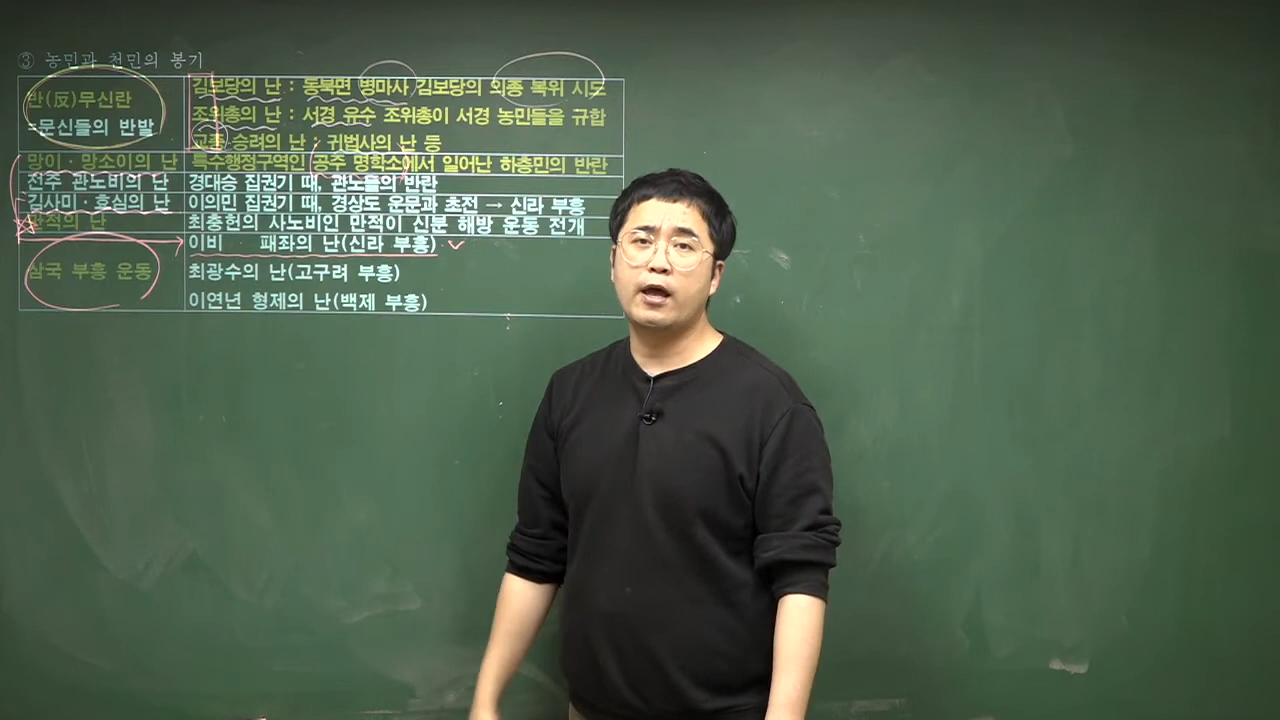 ③ 농민과 천민의 봉기
반(反)무신란
=문신들의 반발
김보당의 난 : 동북면 병마사 김보당의 의종 복위 시도
조위총의 난 : 서경 유수 조위총이 서경 농민들을 규합
교종 승려의 난 : 귀법사의 난 등
망이·망소이의 난 특수행정구역인 공주 명학소에서 일어난 하층민의 반란
전주 관노비의 난 경대승 집권기 때, 관노들의 반란
김사미·효심의 난 이의민 집권기 때, 경상도 운문과 초전 → 신라 부흥
만적의 난 최충헌의 사노비인 만적이 신분 해방 운동 전개
삼국 부흥 운동
이비 패좌의 난(신라 부흥)
최광수의 난(고구려 부흥)
이연년 형제의 난(백제 부흥)